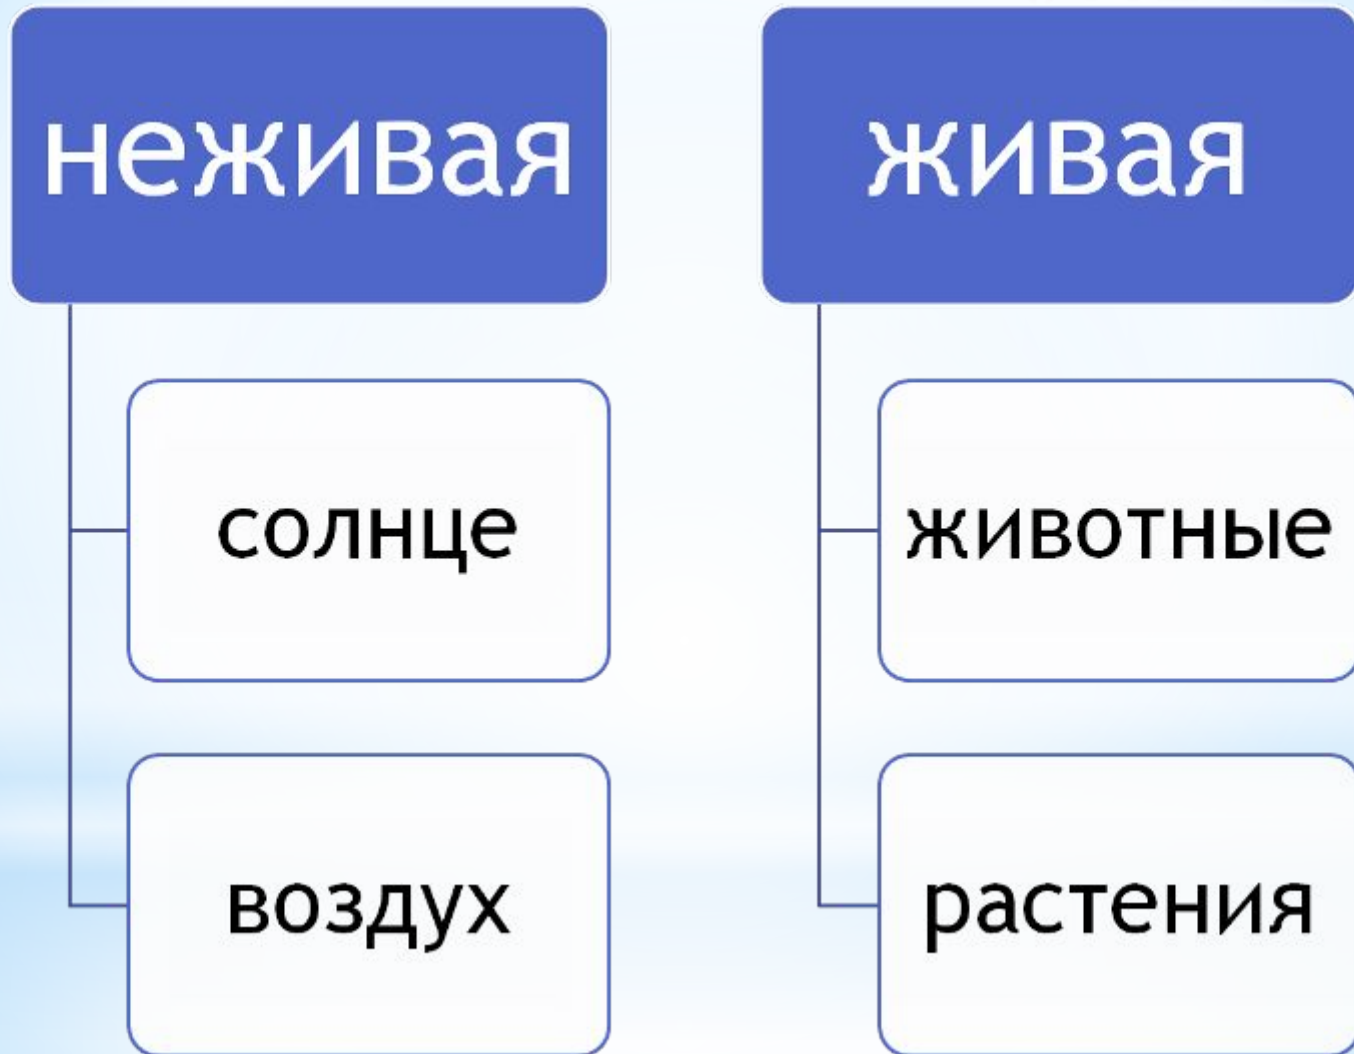 неживая
солнце
воздух
живая
животные
растения